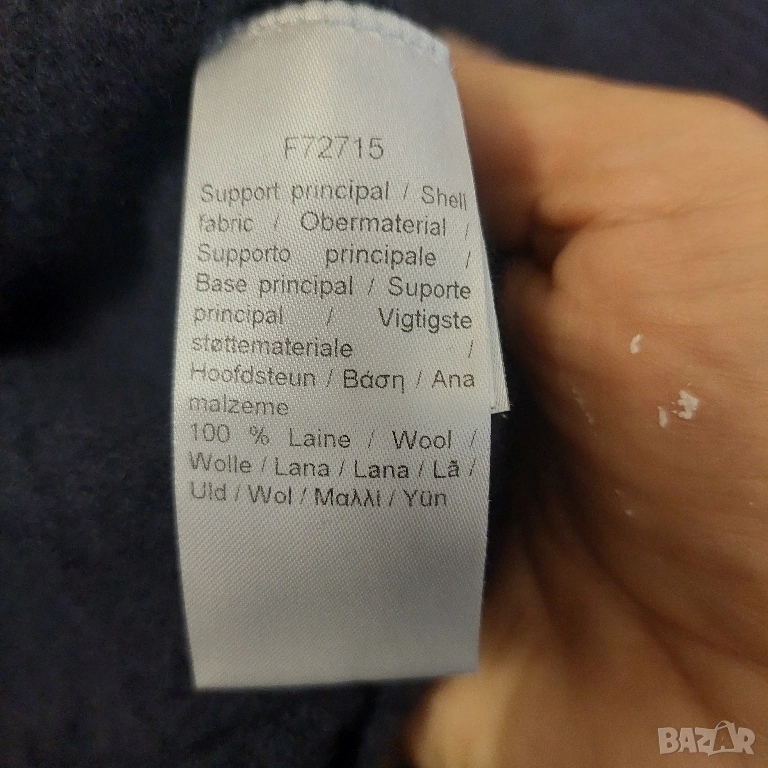 F72715
Support principal / Shell
fabric / Obermaterial /
Supporto principale /
Base principal / Suporte
principal / Vigtigste
støttemateriale /
Hoofdsteun / Βάση / Ana
malzeme
100 % Laine / Wool /
Wolle / Lana / Lana / Lã /
Uld / Wol / Μαλλί / Yün
BAZAR